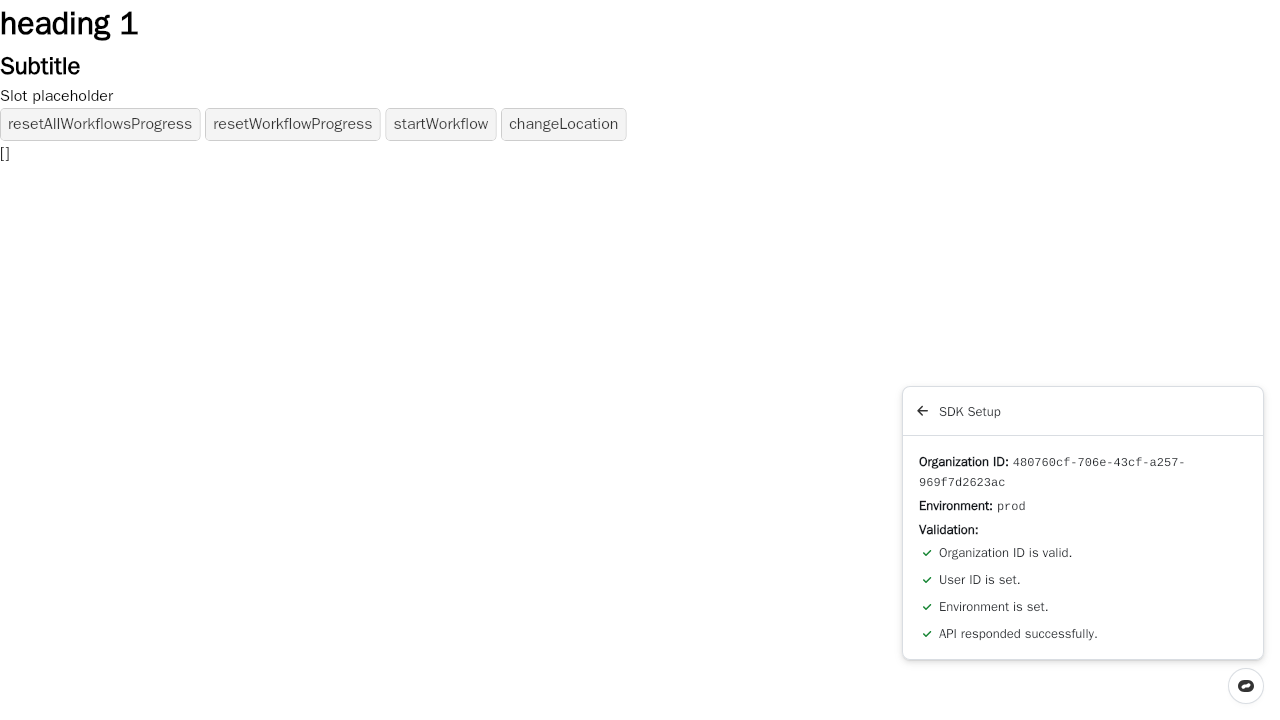 heading 1
Subtitle
Slot placeholder
resetAllWorkflowsProgress resetWorkflowProgress startWorkflow changeLocation
[]
SDK Setup
Organization ID: 480760cf-706e-43cf-a257-
969f7d2623ac
Environment: prod
Validation:
Organization ID is valid.
User ID is set.
Environment is set.
API responded successfully.